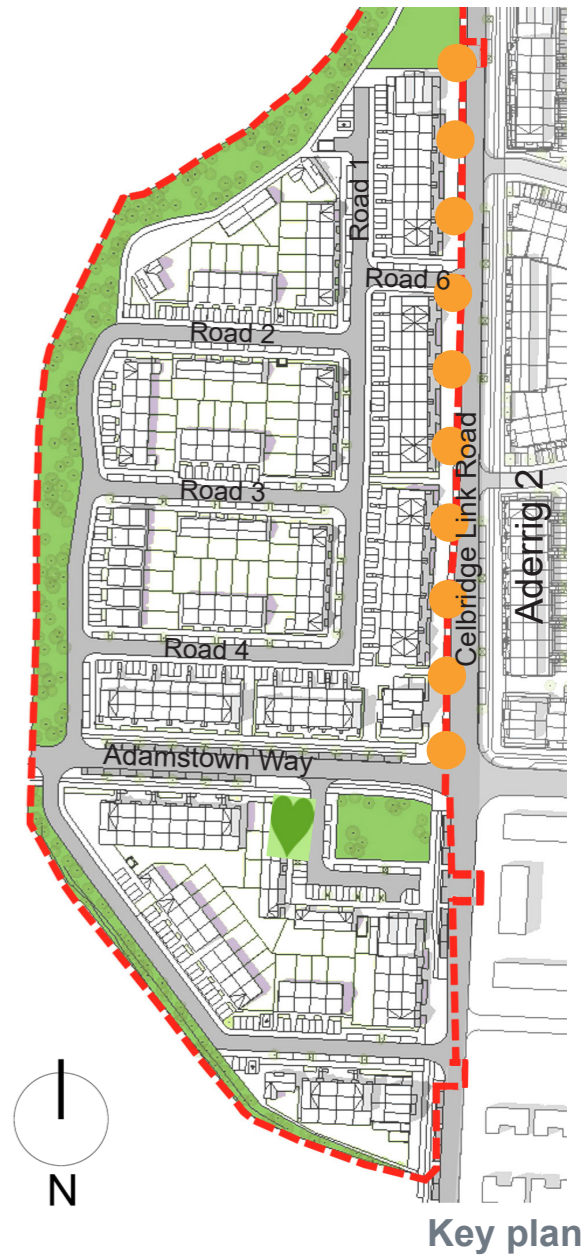 Road 1
Road 6
Road 2
Road 3
Celbridge Link Road
Aderrig 2
Road 4
Adamstown Way
N
Key plan